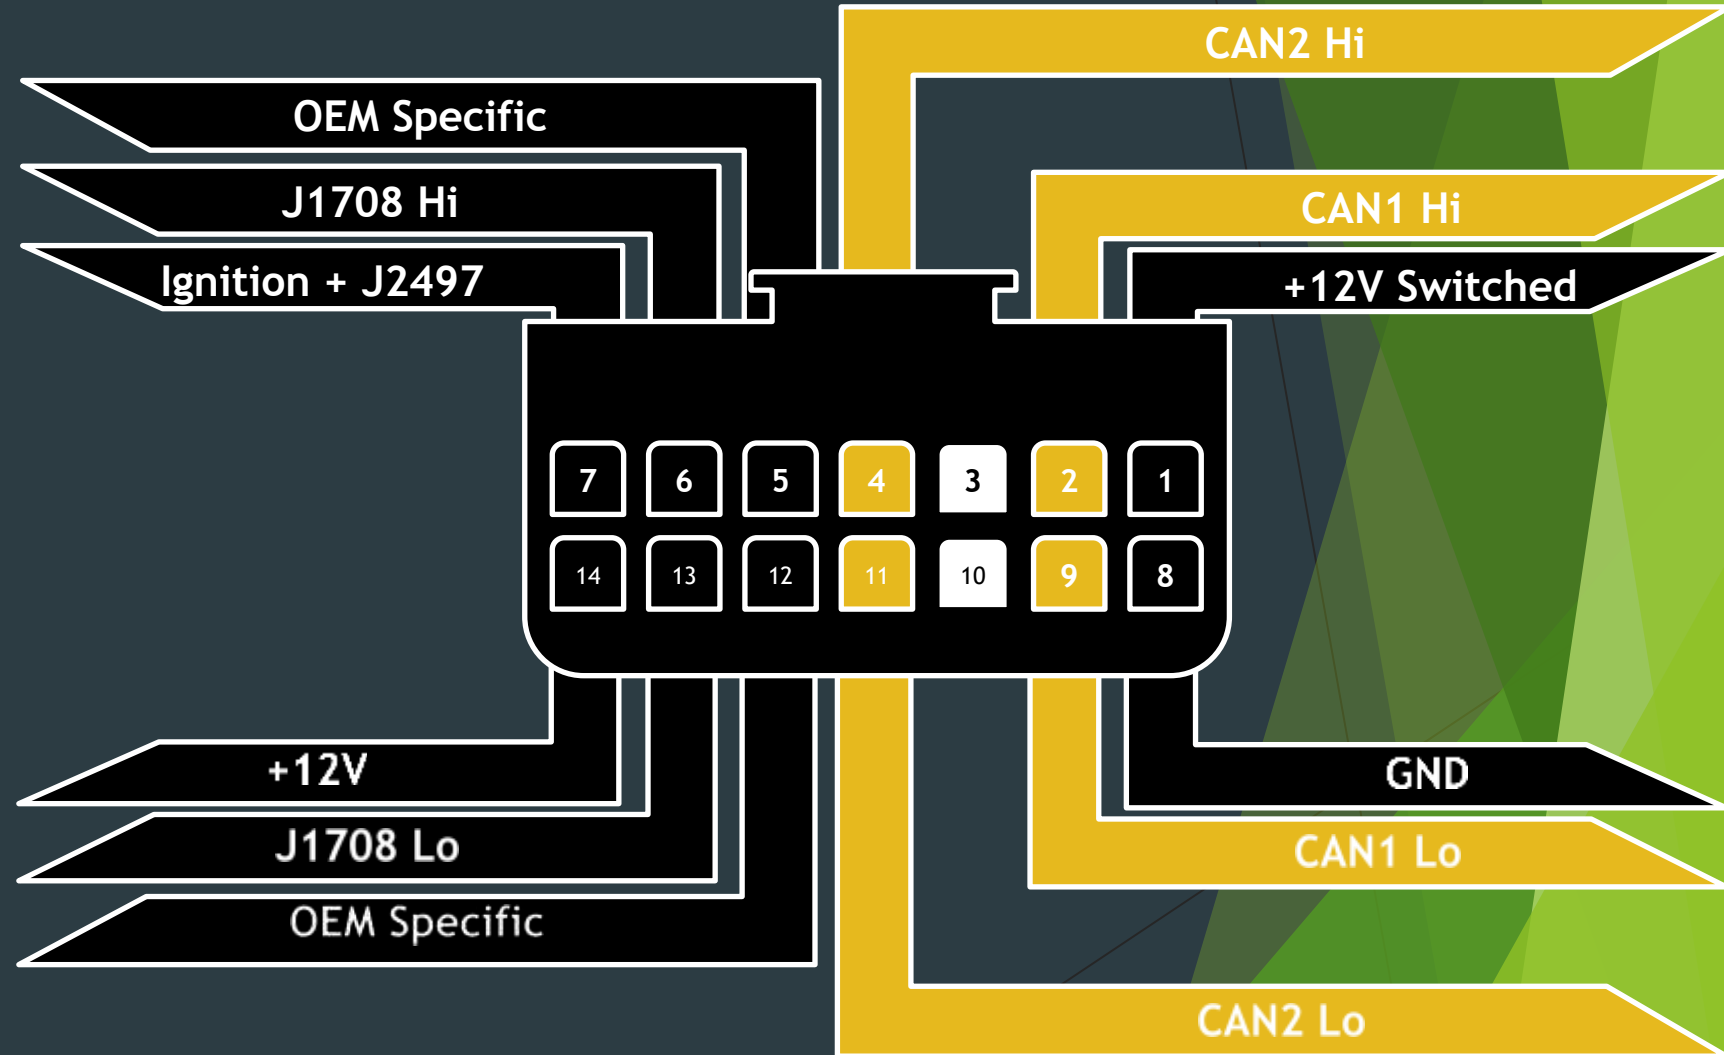 CAN2 Hi
OEM Specific
J1708 Hi
CAN1 Hi
Ignition + J2497
+12V Switched
7 6 5 4 3 2 1
14 13 12 11 10 9 8
+12V
GND
J1708 Lo
CAN1 Lo
OEM Specific
CAN2 Lo